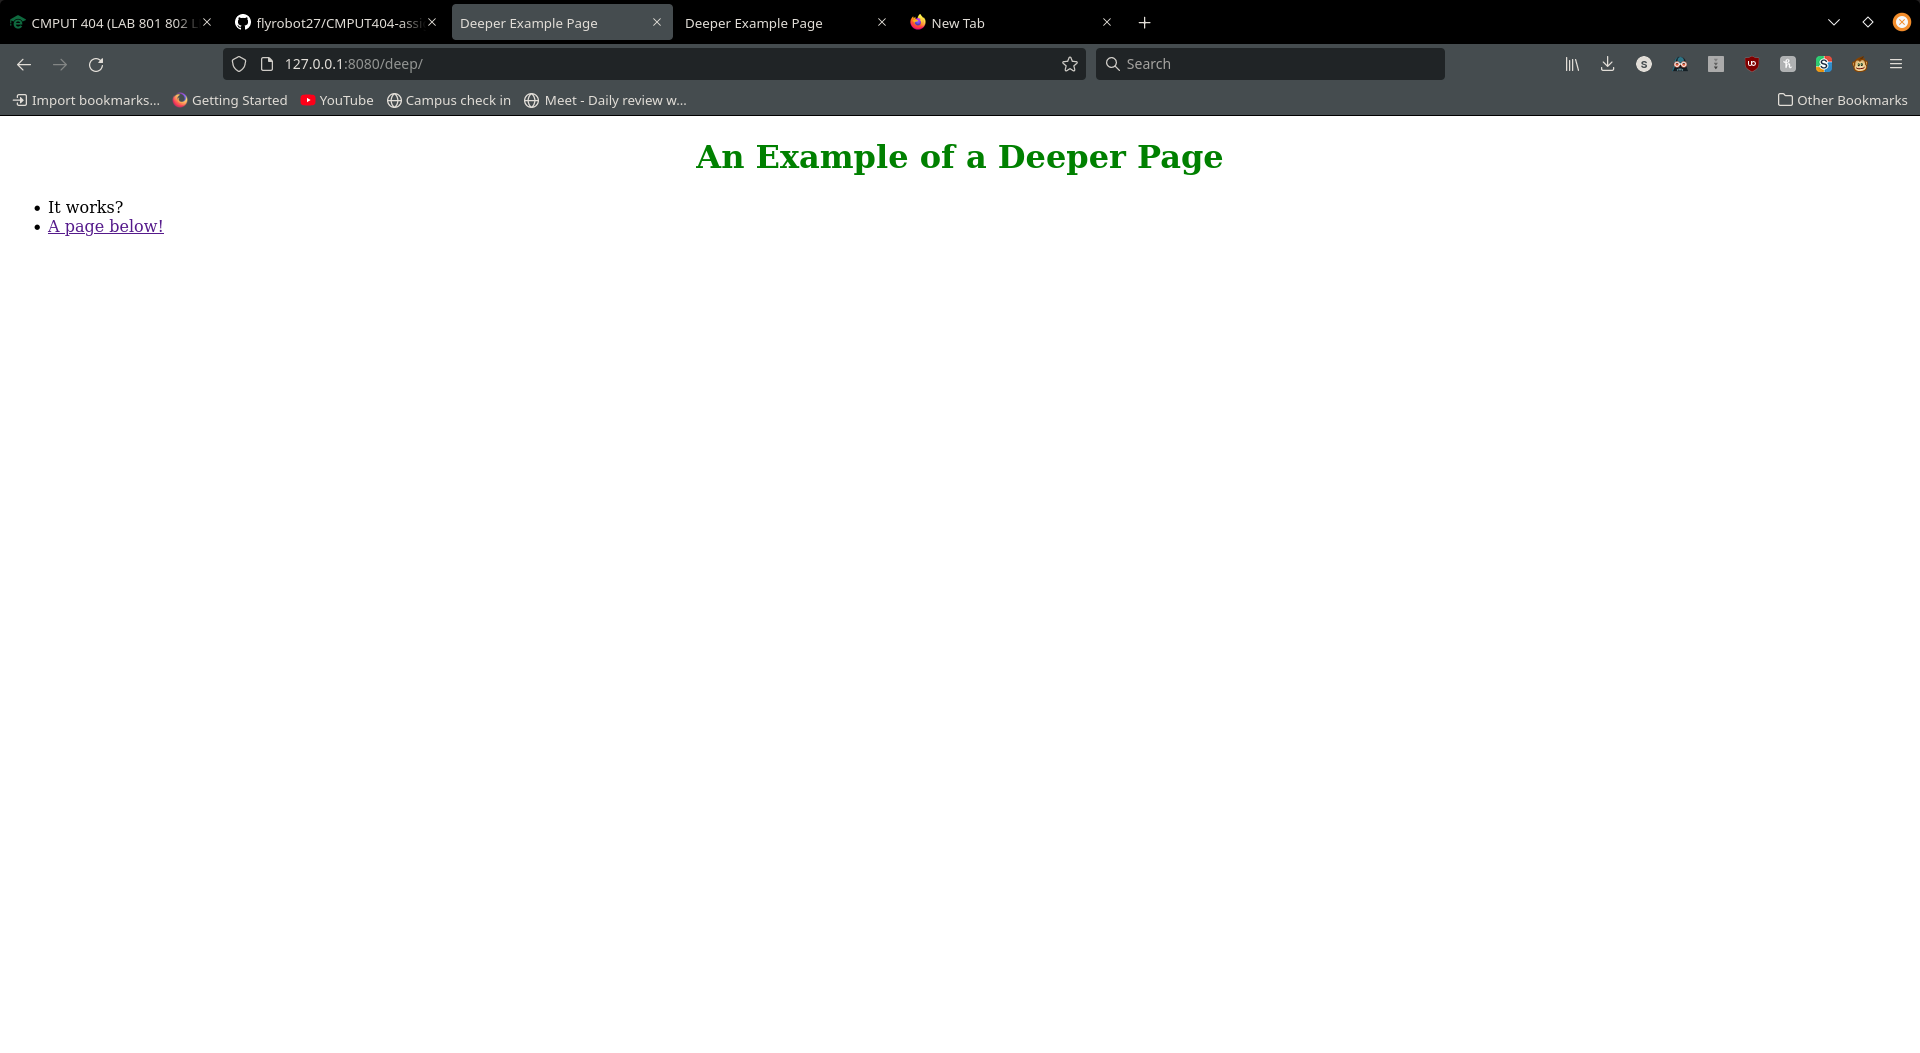 CMPUT 404 (LAB 801 802 L
flyrobot27/CMPUT404-assi
Deeper Example Page
Deeper Example Page
New Tab
127.0.0.1:8080/deep/
Search
Import bookmarks...
Getting Started
YouTube
Campus check in
Meet - Daily review w...
Other Bookmarks
An Example of a Deeper Page
• It works?
• A page below!